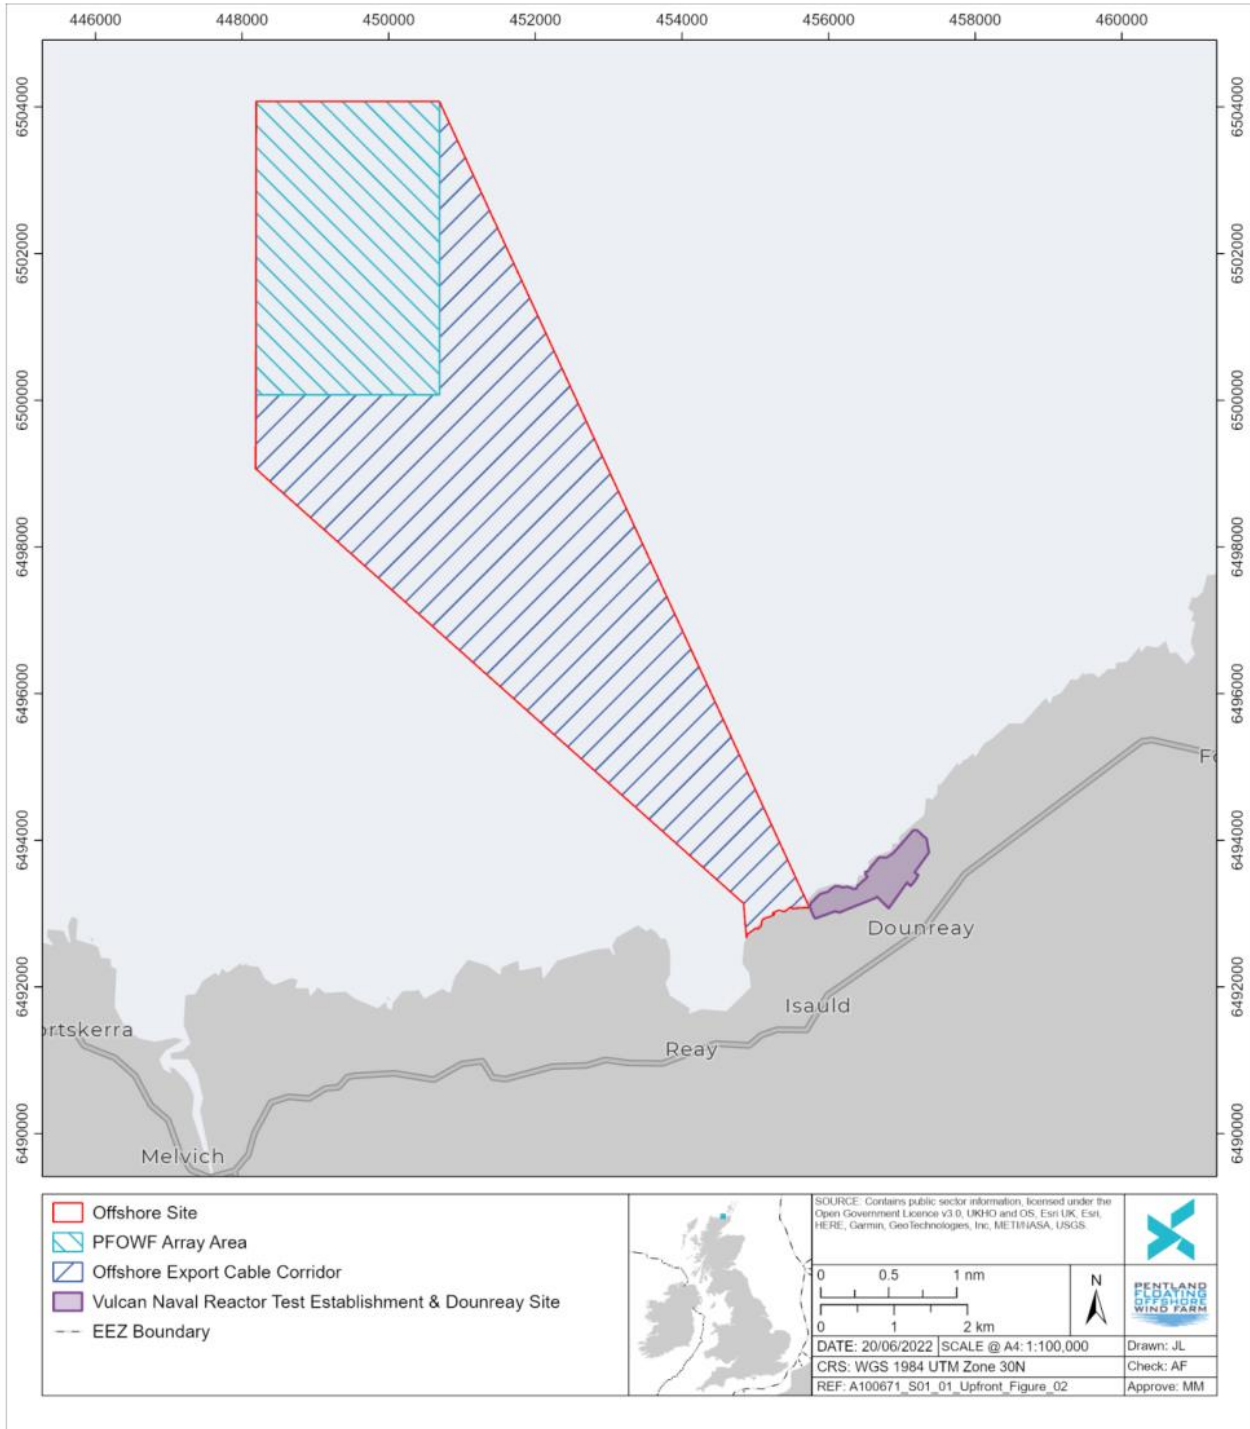 446000 448000 450000 452000 454000 456000 458000 460000
6504000 6504000
6502000 6502000
6500000 6500000
6498000 6498000
6496000 6496000
Fo
6494000 6494000
Dounreay
6492000 6492000
Isauld
ortskerra
Reay
6490000 6490000
Melvich
Offshore Site
PFOWF Array Area
Offshore Export Cable Corridor
Vulcan Naval Reactor Test Establishment & Dounreay Site
EEZ Boundary
SOURCE: Contains public sector information, licensed under the
Open Government Licence v3.0, UKHO and OS, Esri UK, Esri,
HERE, Garmin, GeoTechnologies, Inc, METI/NASA, USGS.
0 0.5 1 nm
0 1 2 km
N
PENTLAND
FLOATING
OFFSHORE
WIND FARM
DATE: 20/06/2022 SCALE @ A4: 1:100,000
Drawn: JL
CRS: WGS 1984 UTM Zone 30N
Check: AF
REF: A100671_S01_01_Upfront_Figure_02
Approve: MM